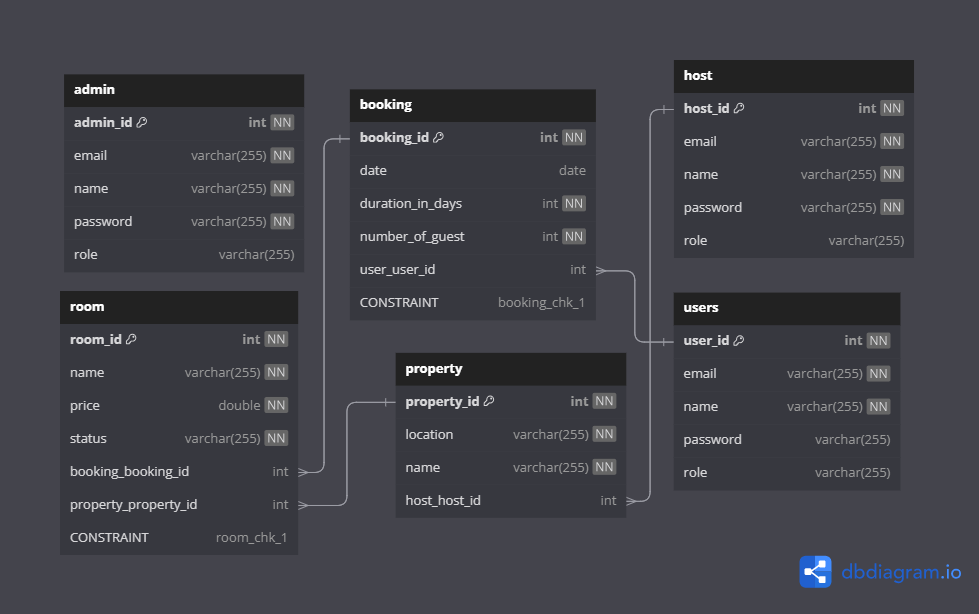 admin
admin_id int NN
email varchar(255) NN
name varchar(255) NN
password varchar(255) NN
role varchar(255)
booking
booking_id int NN
date date
duration_in_days int NN
number_of_guest int NN
user_user_id int
CONSTRAINT booking_chk_1
host
host_id int NN
email varchar(255) NN
name varchar(255) NN
password varchar(255) NN
role varchar(255)
room
room_id int NN
name varchar(255) NN
price double NN
status varchar(255) NN
booking_booking_id int
property_property_id int
CONSTRAINT room_chk_1
property
property_id int NN
location varchar(255) NN
name varchar(255) NN
host_host_id int
users
user_id int NN
email varchar(255) NN
name varchar(255) NN
password varchar(255)
role varchar(255)
dbdiagram.io